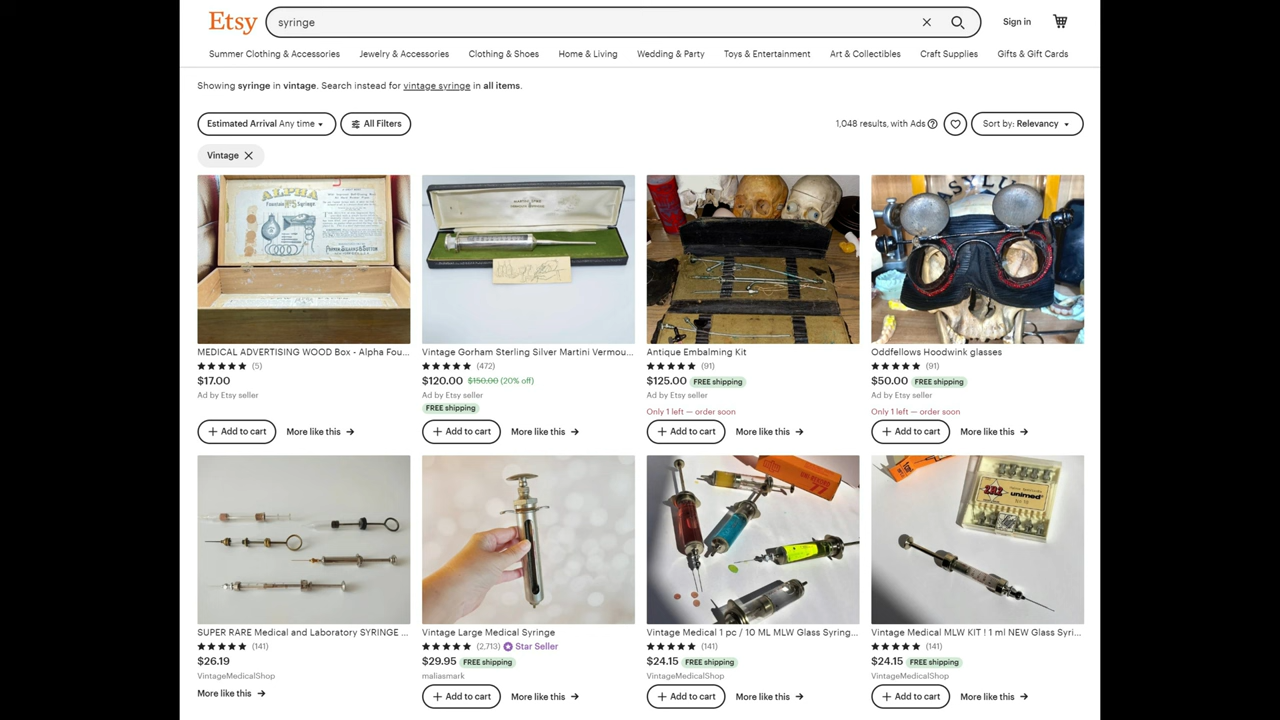 Etsy
syringe
Sign in
Summer Clothing & Accessories Jewelry & Accessories Clothing & Shoes Home & Living Wedding & Party Toys & Entertainment Art & Collectibles Craft Supplies Gifts & Gift Cards
Showing syringe in vintage. Search instead for vintage syringe in all items.
Estimated Arrival Any time All Filters 1,048 results, with Ads Sort by: Relevancy
Vintage
ALPHA
Fountain No5 Syringe
unimed
77
MEDICAL ADVERTISING WOOD Box - Alpha Fou... Vintage Gorham Sterling Silver Martini Vermou... Antique Embalming Kit Oddfellows Hoodwink glasses
(5) (472) (91) (91)
$17.00 $120.00 $150.00 (20% off) $125.00 FREE shipping $50.00 FREE shipping
Ad by Etsy seller Ad by Etsy seller Ad by Etsy seller Ad by Etsy seller
FREE shipping Only 1 left — order soon Only 1 left — order soon
+ Add to cart More like this → + Add to cart More like this → + Add to cart More like this → + Add to cart More like this →
SUPER RARE Medical and Laboratory SYRINGE ... Vintage Large Medical Syringe Vintage Medical 1 pc / 10 ML MLW Glass Syring... Vintage Medical MLW KIT ! 1 ml NEW Glass Syri...
(141) (2,713) Star Seller (141) (141)
$26.19 $29.95 FREE shipping $24.15 FREE shipping $24.15 FREE shipping
VintageMedicalShop maliasmark VintageMedicalShop VintageMedicalShop
More like this → + Add to cart More like this → + Add to cart More like this → + Add to cart More like this →